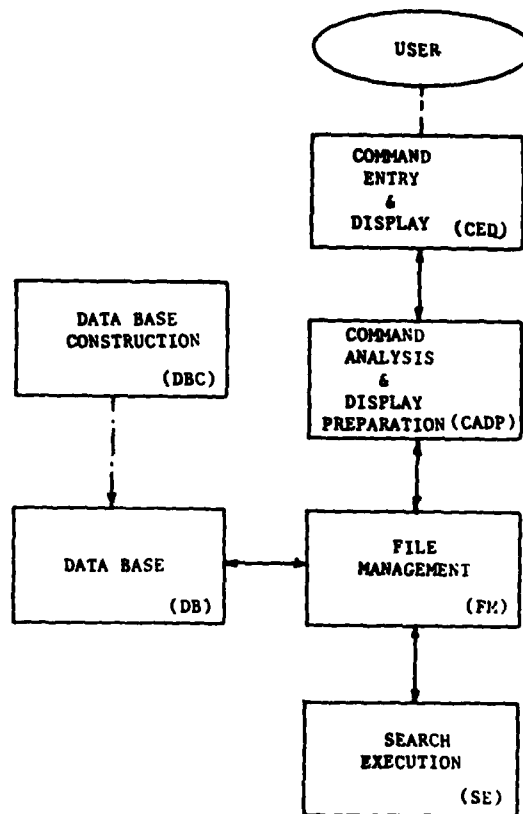 USER
COMMAND
ENTRY
&
DISPLAY
(CED)
DATA BASE
CONSTRUCTION
(DBC)
COMMAND
ANALYSIS
&
DISPLAY
PREPARATION (CADP)
DATA BASE
(DB)
FILE
MANAGEMENT
(FM)
SEARCH
EXECUTION
(SE)